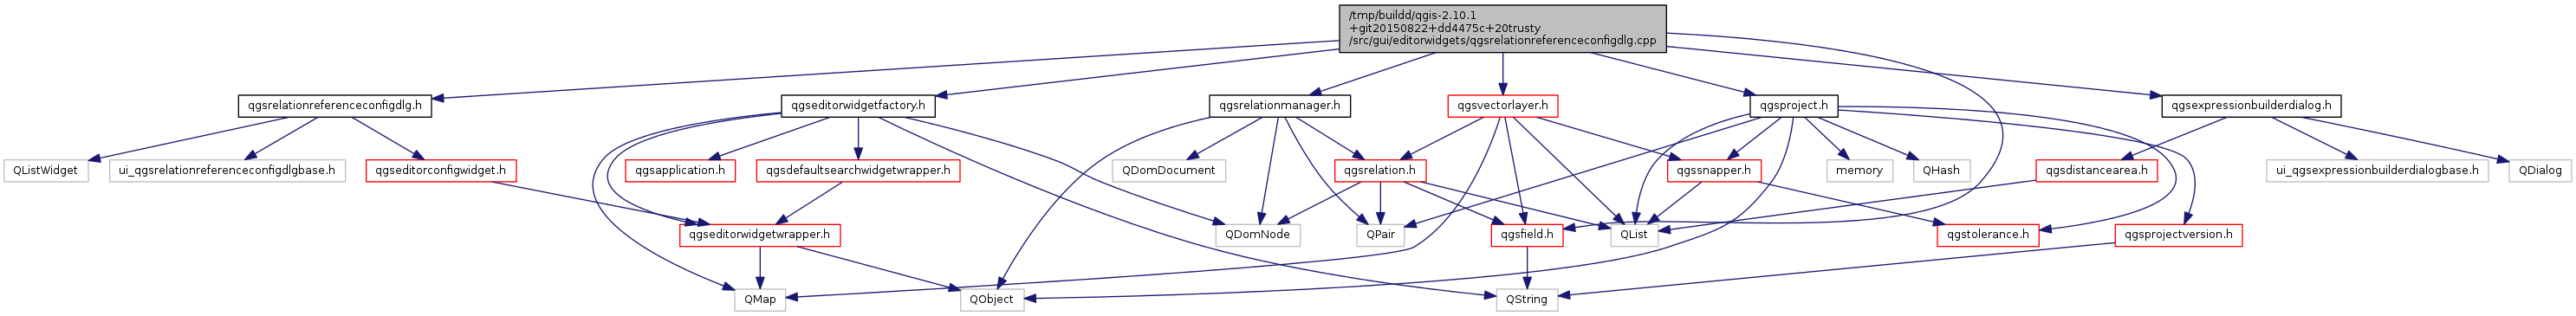 /tmp/buildd/qgis-2.10.1
+git20150822+dd4475c+20trusty
/src/gui/editorwidgets/qgsrelationreferenceconfigdlg.cpp
qgsrelationreferenceconfigdlg.h
qgseditorwidgetfactory.h
qgsrelationmanager.h
qgsvectorlayer.h
qgsproject.h
qgsexpressionbuilderdialog.h
QListWidget
ui_qgsrelationreferenceconfigdlgbase.h
qgseditorconfigwidget.h
qgsapplication.h
qgsdefaultsearchwidgetwrapper.h
QDomDocument
qgsrelation.h
qgssnapper.h
memory
QHash
qgsdistancearea.h
ui_qgsexpressionbuilderdialogbase.h
QDialog
qgseditorwidgetwrapper.h
QDomNode
QPair
qgsfield.h
QList
qgstolerance.h
qgsprojectversion.h
QMap
QObject
QString